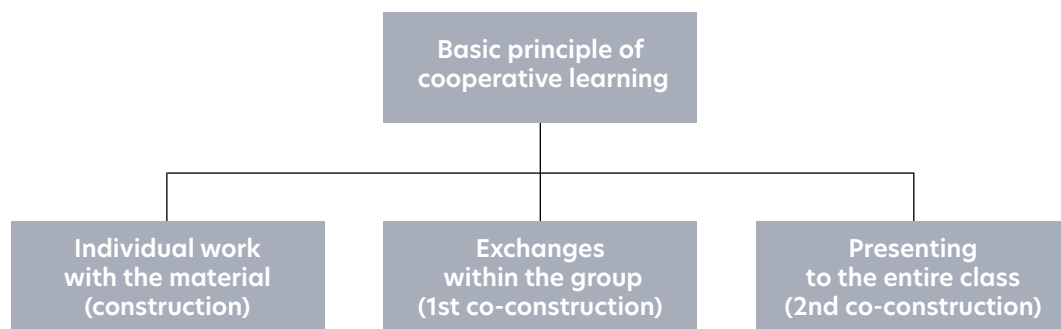 Basic principle of
cooperative learning
Individual work
with the material
(construction)
Exchanges
within the group
(1st co-construction)
Presenting
to the entire class
(2nd co-construction)